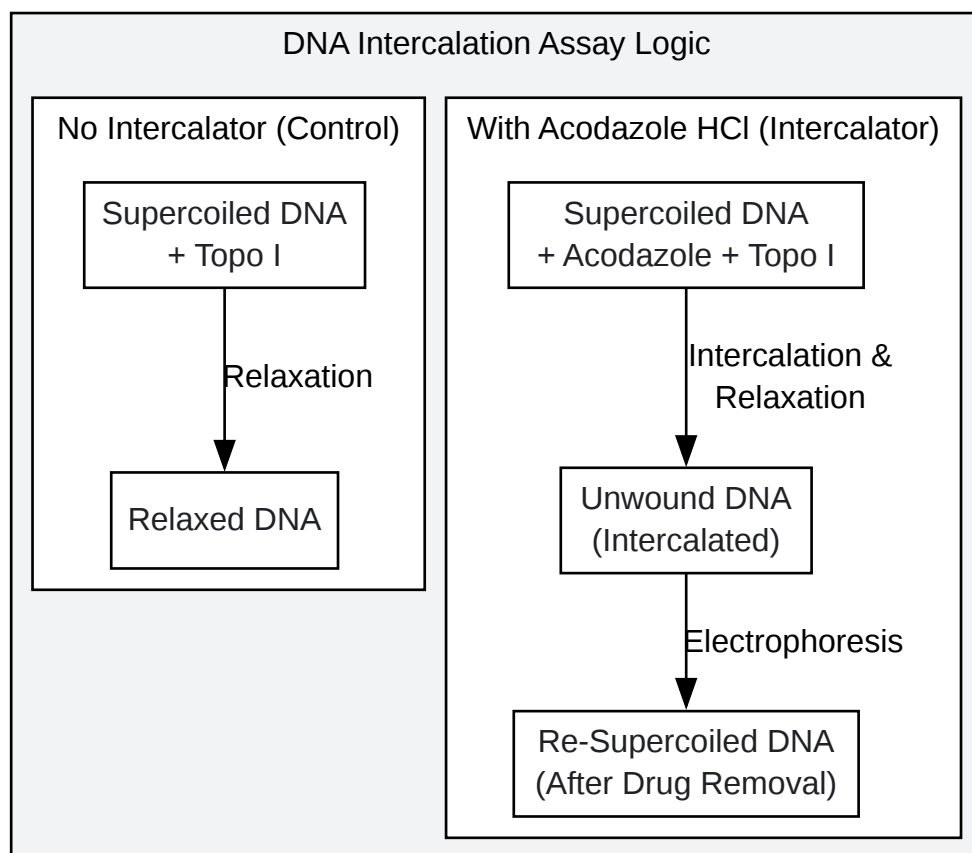 DNA Intercalation Assay Logic
No Intercalator (Control)
Supercoiled DNA
+ Topo I
Relaxation
Relaxed DNA
With Acodazole HCl (Intercalator)
Supercoiled DNA
+ Acodazole + Topo I
Intercalation &
Relaxation
Unwound DNA
(Intercalated)
Electrophoresis
Re-Supercoiled DNA
(After Drug Removal)